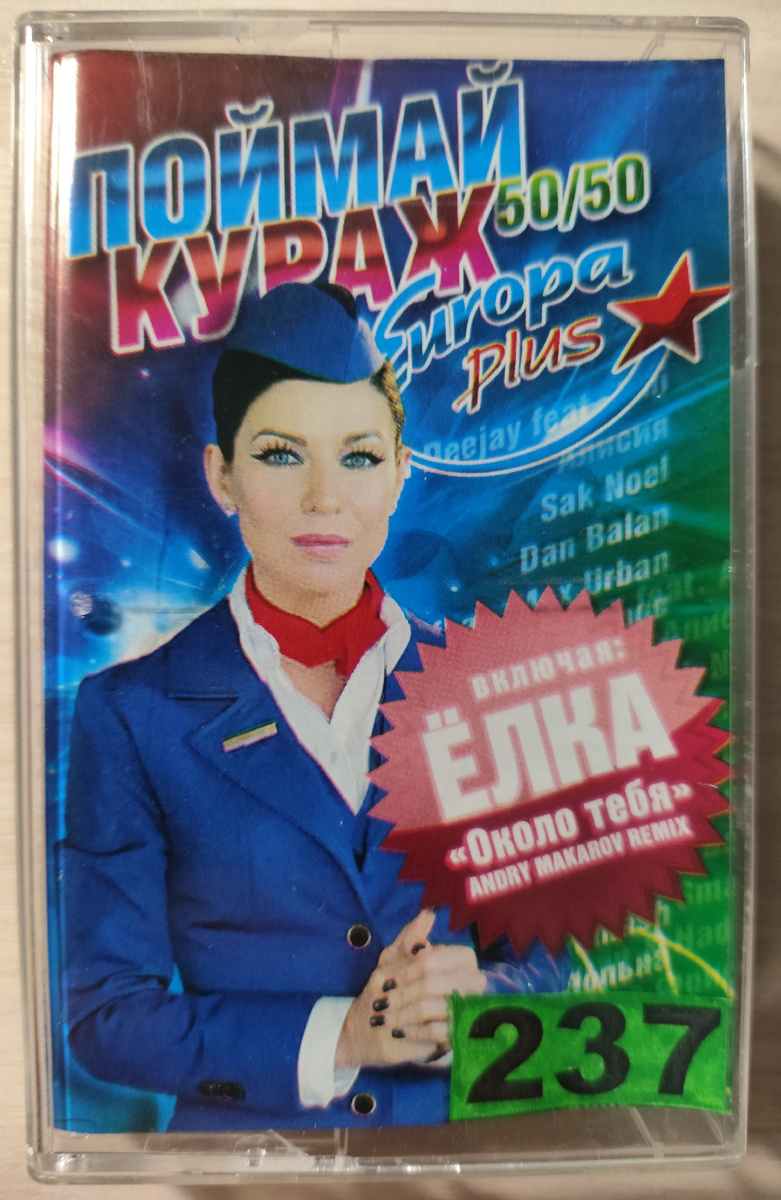 ПОЙМАЙ
КУРАЖ 50/50
Europa
plus
Deejay feat
Алисия
Sak Noel
Dan Balan
Urban
feat.
включая:
ЁЛКА
«Около тебя»
ANDRY MAKAROV REMIX
237